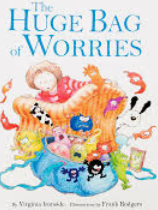 The
HUGE BAG
of WORRIES
By Virginia Ironside, Illustrations by Frank Rodgers